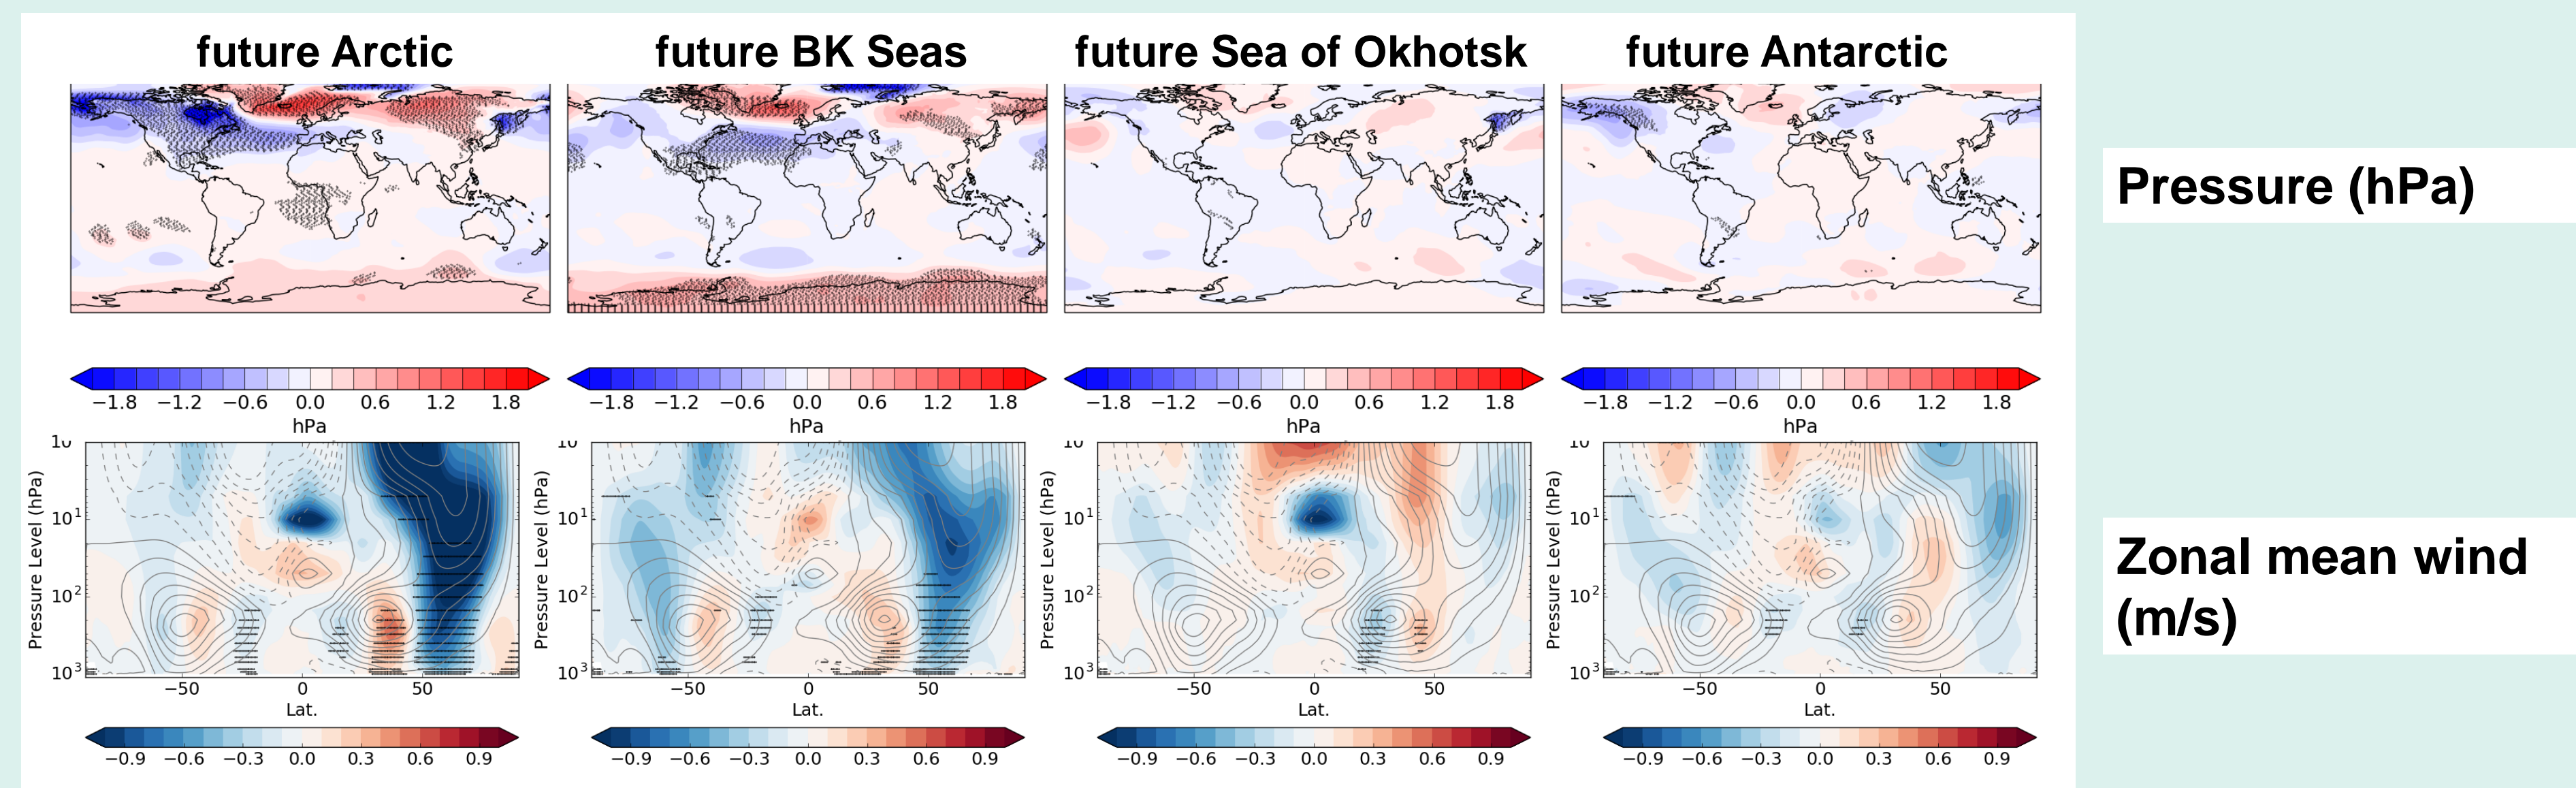 future Arctic future BK Seas future Sea of Okhotsk future Antarctic
Pressure (hPa)
−1.8 −1.2 −0.6 0.0 0.6 1.2 1.8 −1.8 −1.2 −0.6 0.0 0.6 1.2 1.8 −1.8 −1.2 −0.6 0.0 0.6 1.2 1.8 −1.8 −1.2 −0.6 0.0 0.6 1.2 1.8
hPa hPa hPa hPa
Pressure Level (hPa) Pressure Level (hPa) Pressure Level (hPa) Pressure Level (hPa)
10¹ 10¹ 10¹ 10¹
10² 10² 10² 10²
10³ 10³ 10³ 10³
Zonal mean wind
(m/s)
−50 0 50 −50 0 50 −50 0 50 −50 0 50
Lat. Lat. Lat. Lat.
−0.9 −0.6 −0.3 0.0 0.3 0.6 0.9 −0.9 −0.6 −0.3 0.0 0.3 0.6 0.9 −0.9 −0.6 −0.3 0.0 0.3 0.6 0.9 −0.9 −0.6 −0.3 0.0 0.3 0.6 0.9